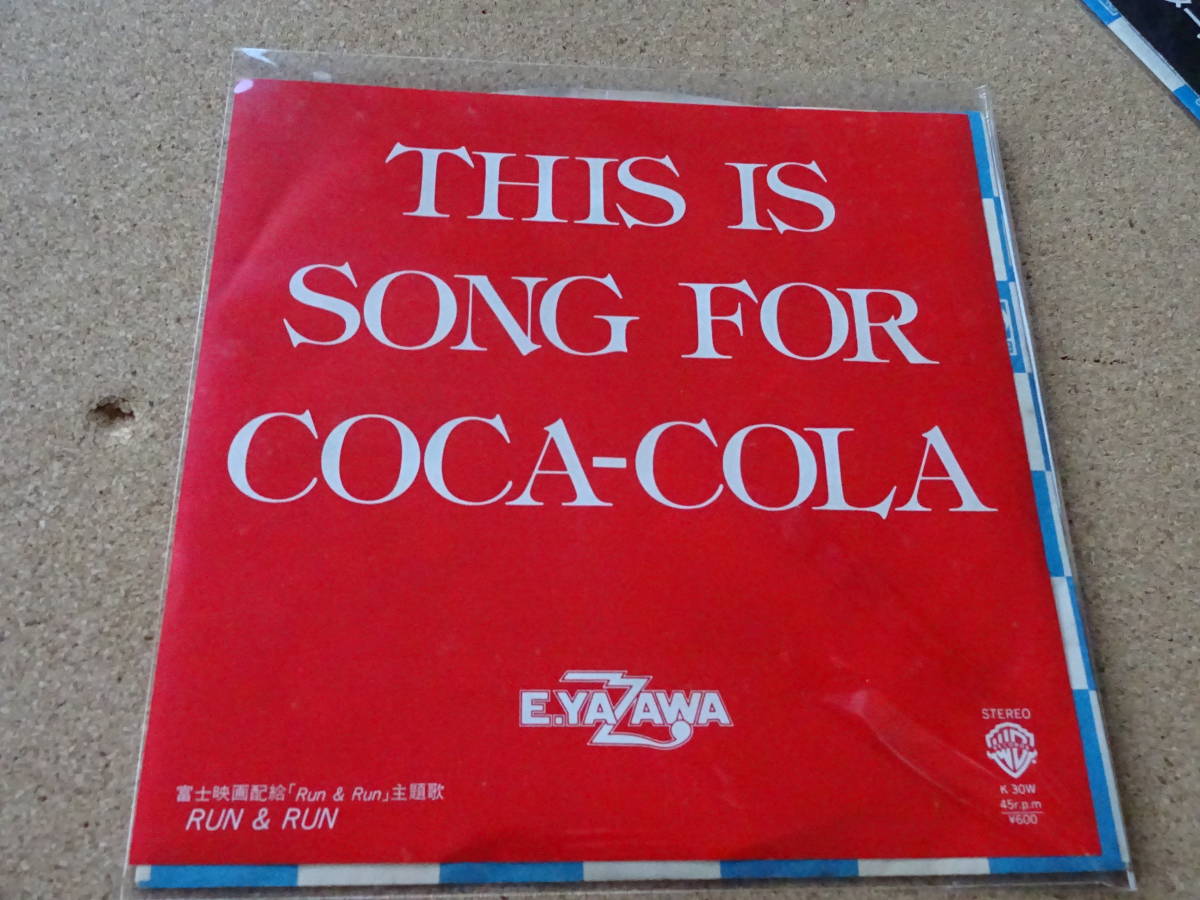 THIS IS
SONG FOR
COCA-COLA
E.YAZAWA
STEREO
K 30W
45r.p.m
¥600
富士映画配給「Run & Run」主題歌
RUN & RUN